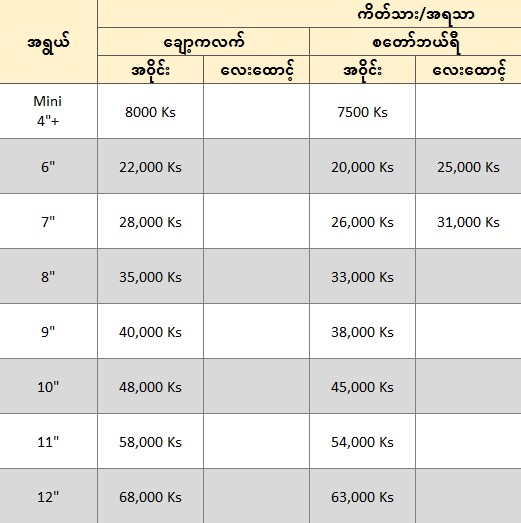 ကိတ်သား/အရသာ
အရွယ် ချော့ကလက် စတော်ဘယ်ရီ
အဝိုင်း လေးထောင့် အဝိုင်း လေးထောင့်
Mini 4"+ 8000 Ks 7500 Ks
6" 22,000 Ks 20,000 Ks 25,000 Ks
7" 28,000 Ks 26,000 Ks 31,000 Ks
8" 35,000 Ks 33,000 Ks
9" 40,000 Ks 38,000 Ks
10" 48,000 Ks 45,000 Ks
11" 58,000 Ks 54,000 Ks
12" 68,000 Ks 63,000 Ks